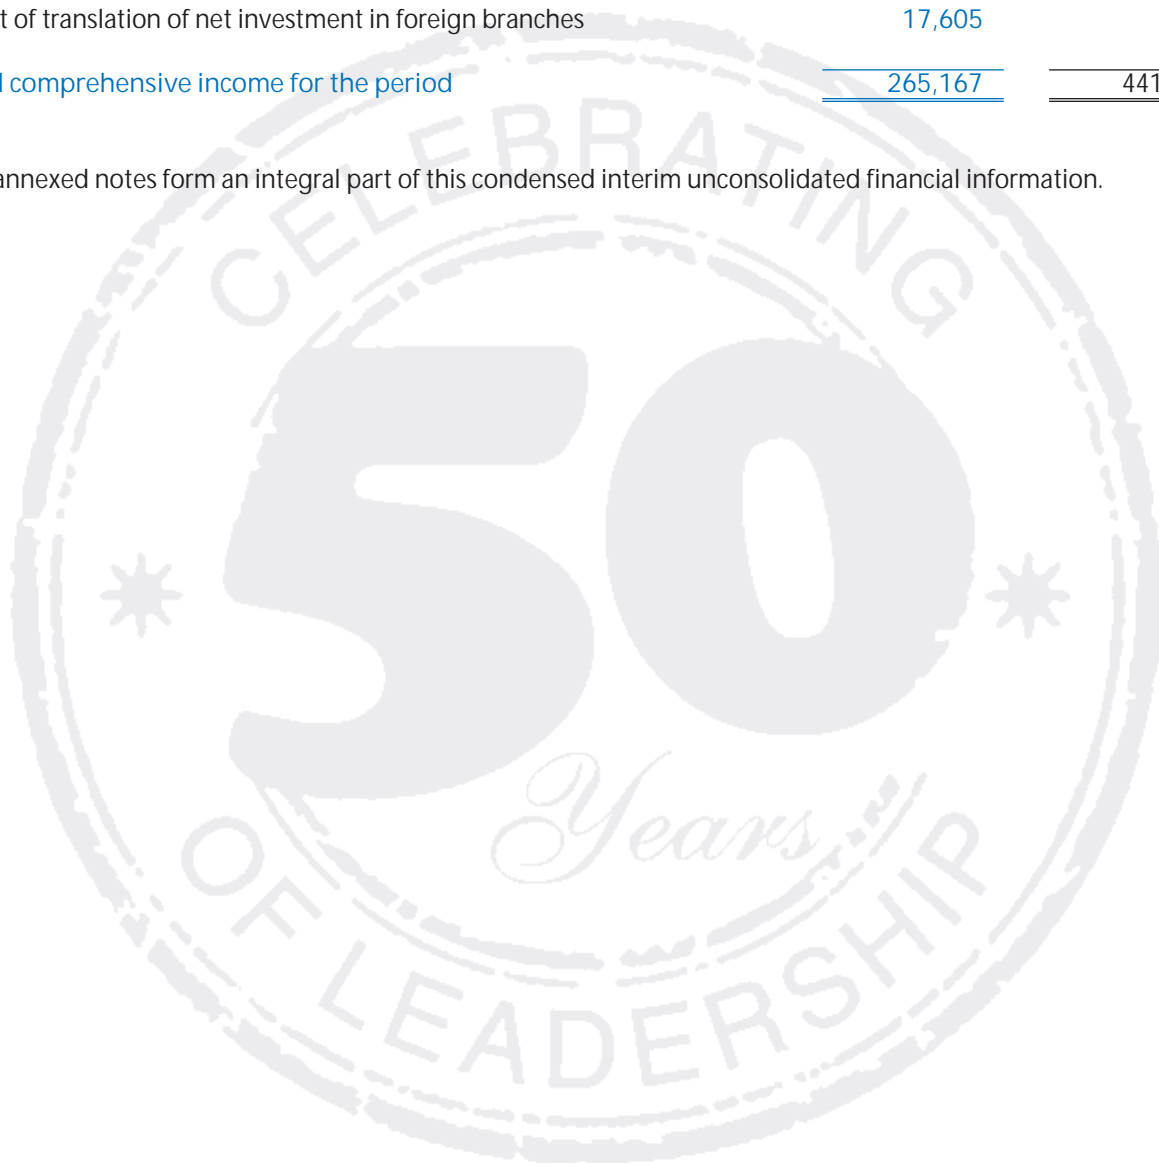 t of translation of net investment in foreign branches 17,605
comprehensive income for the period 265,167 441
annexed notes form an integral part of this condensed interim unconsolidated financial information.
CELEBRATING
50
Years
OF LEADERSHIP